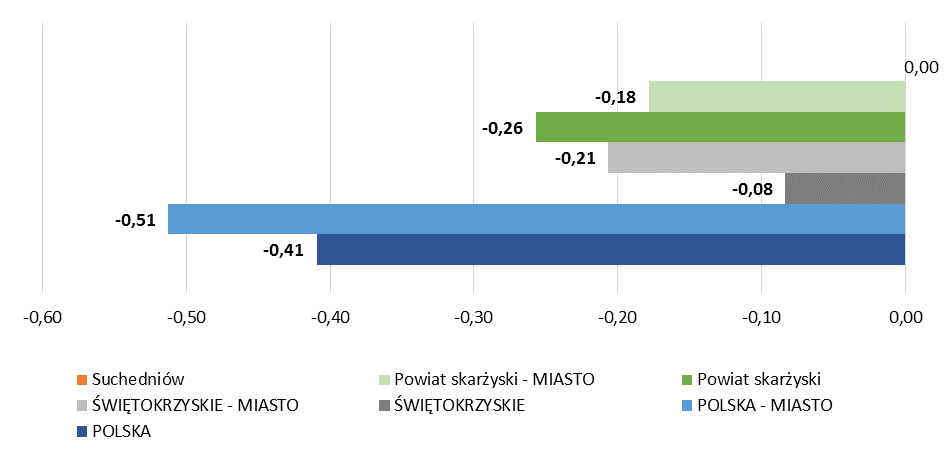 0,00
-0,18
-0,26
-0,21
-0,08
-0,51
-0,41
-0,60 -0,50 -0,40 -0,30 -0,20 -0,10 0,00
Suchedniów Powiat skarżyski - MIASTO Powiat skarżyski
ŚWIĘTOKRZYSKIE - MIASTO ŚWIĘTOKRZYSKIE POLSKA - MIASTO
POLSKA